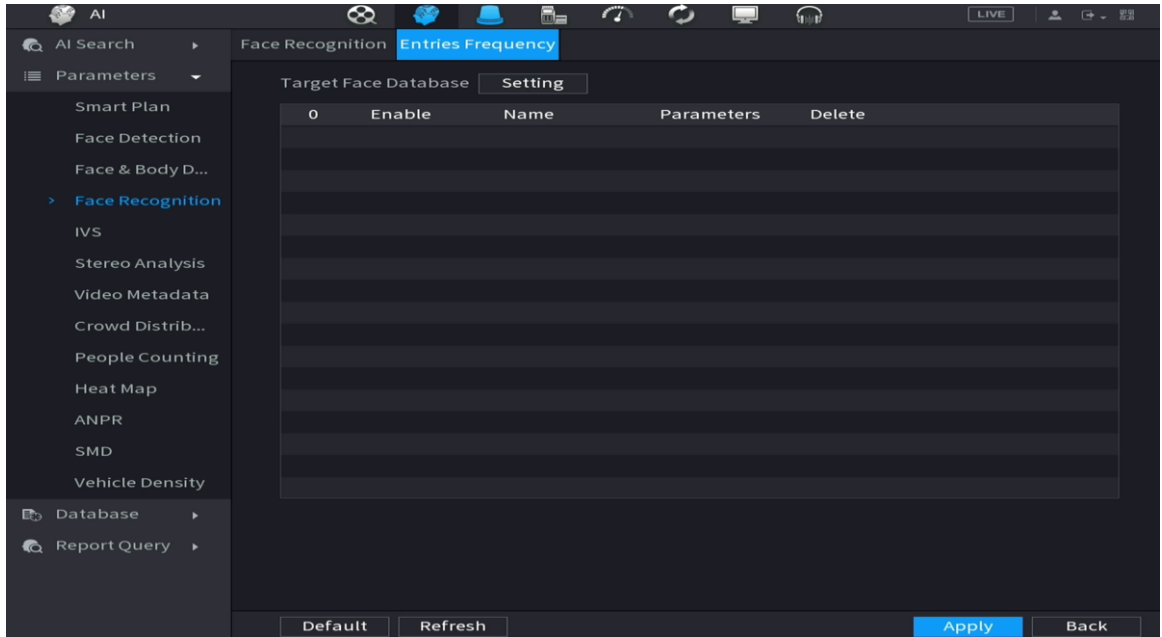 AI
LIVE
AI Search
Parameters
Smart Plan
Face Detection
Face & Body D...
Face Recognition
IVS
Stereo Analysis
Video Metadata
Crowd Distrib...
People Counting
Heat Map
ANPR
SMD
Vehicle Density
Database
Report Query
Face Recognition Entries Frequency
Target Face Database Setting
0 Enable Name Parameters Delete
Default Refresh Apply Back